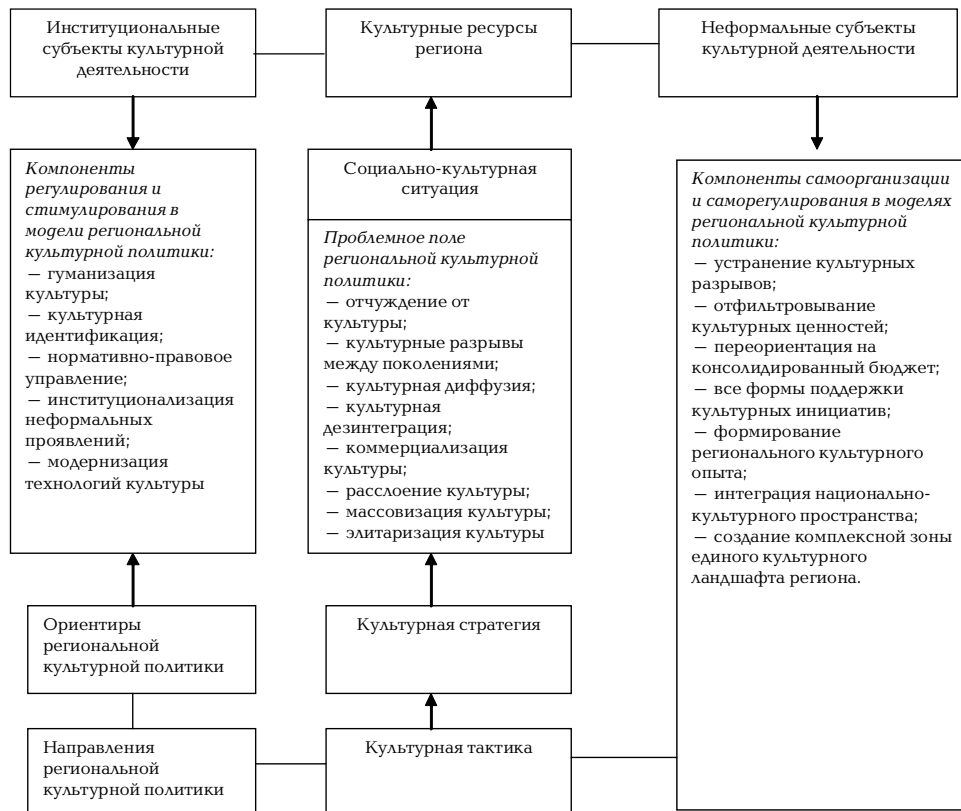 Институциональные
субъекты культурной
деятельности
Культурные ресурсы
региона
Неформальные субъекты
культурной деятельности
Компоненты
регулирования и
стимулирования в
модели региональной
культурной политики:
— гуманизация
культуры;
— культурная
идентификация;
— нормативно-правовое
управление;
— институционализация
неформальных
проявлений;
— модернизация
технологий культуры
Социально-культурная
ситуация
Проблемное поле
региональной культурной
политики:
— отчуждение от
культуры;
— культурные разрывы
между поколениями;
— культурная диффузия;
— культурная
дезинтеграция;
— коммерциализация
культуры;
— расслоение культуры;
— массовизация культуры;
— элитаризация культуры
Компоненты самоорганизации
и саморегулирования в моделях
региональной культурной
политики:
— устранение культурных
разрывов;
— отфильтровывание
культурных ценностей;
— переориентация на
консолидированный бюджет;
— все формы поддержки
культурных инициатив;
— формирование
регионального культурного
опыта;
— интеграция национально-
культурного пространства;
— создание комплексной зоны
единого культурного
ландшафта региона.
Ориентиры
региональной
культурной политики
Культурная стратегия
Направления
региональной
культурной политики
Культурная тактика